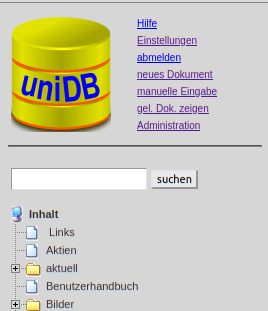 uniDB
Hilfe
Einstellungen
abmelden
neues Dokument
manuelle Eingabe
gel. Dok. zeigen
Administration
suchen
Inhalt
Links
Aktien
aktuell
Benutzerhandbuch
Bilder